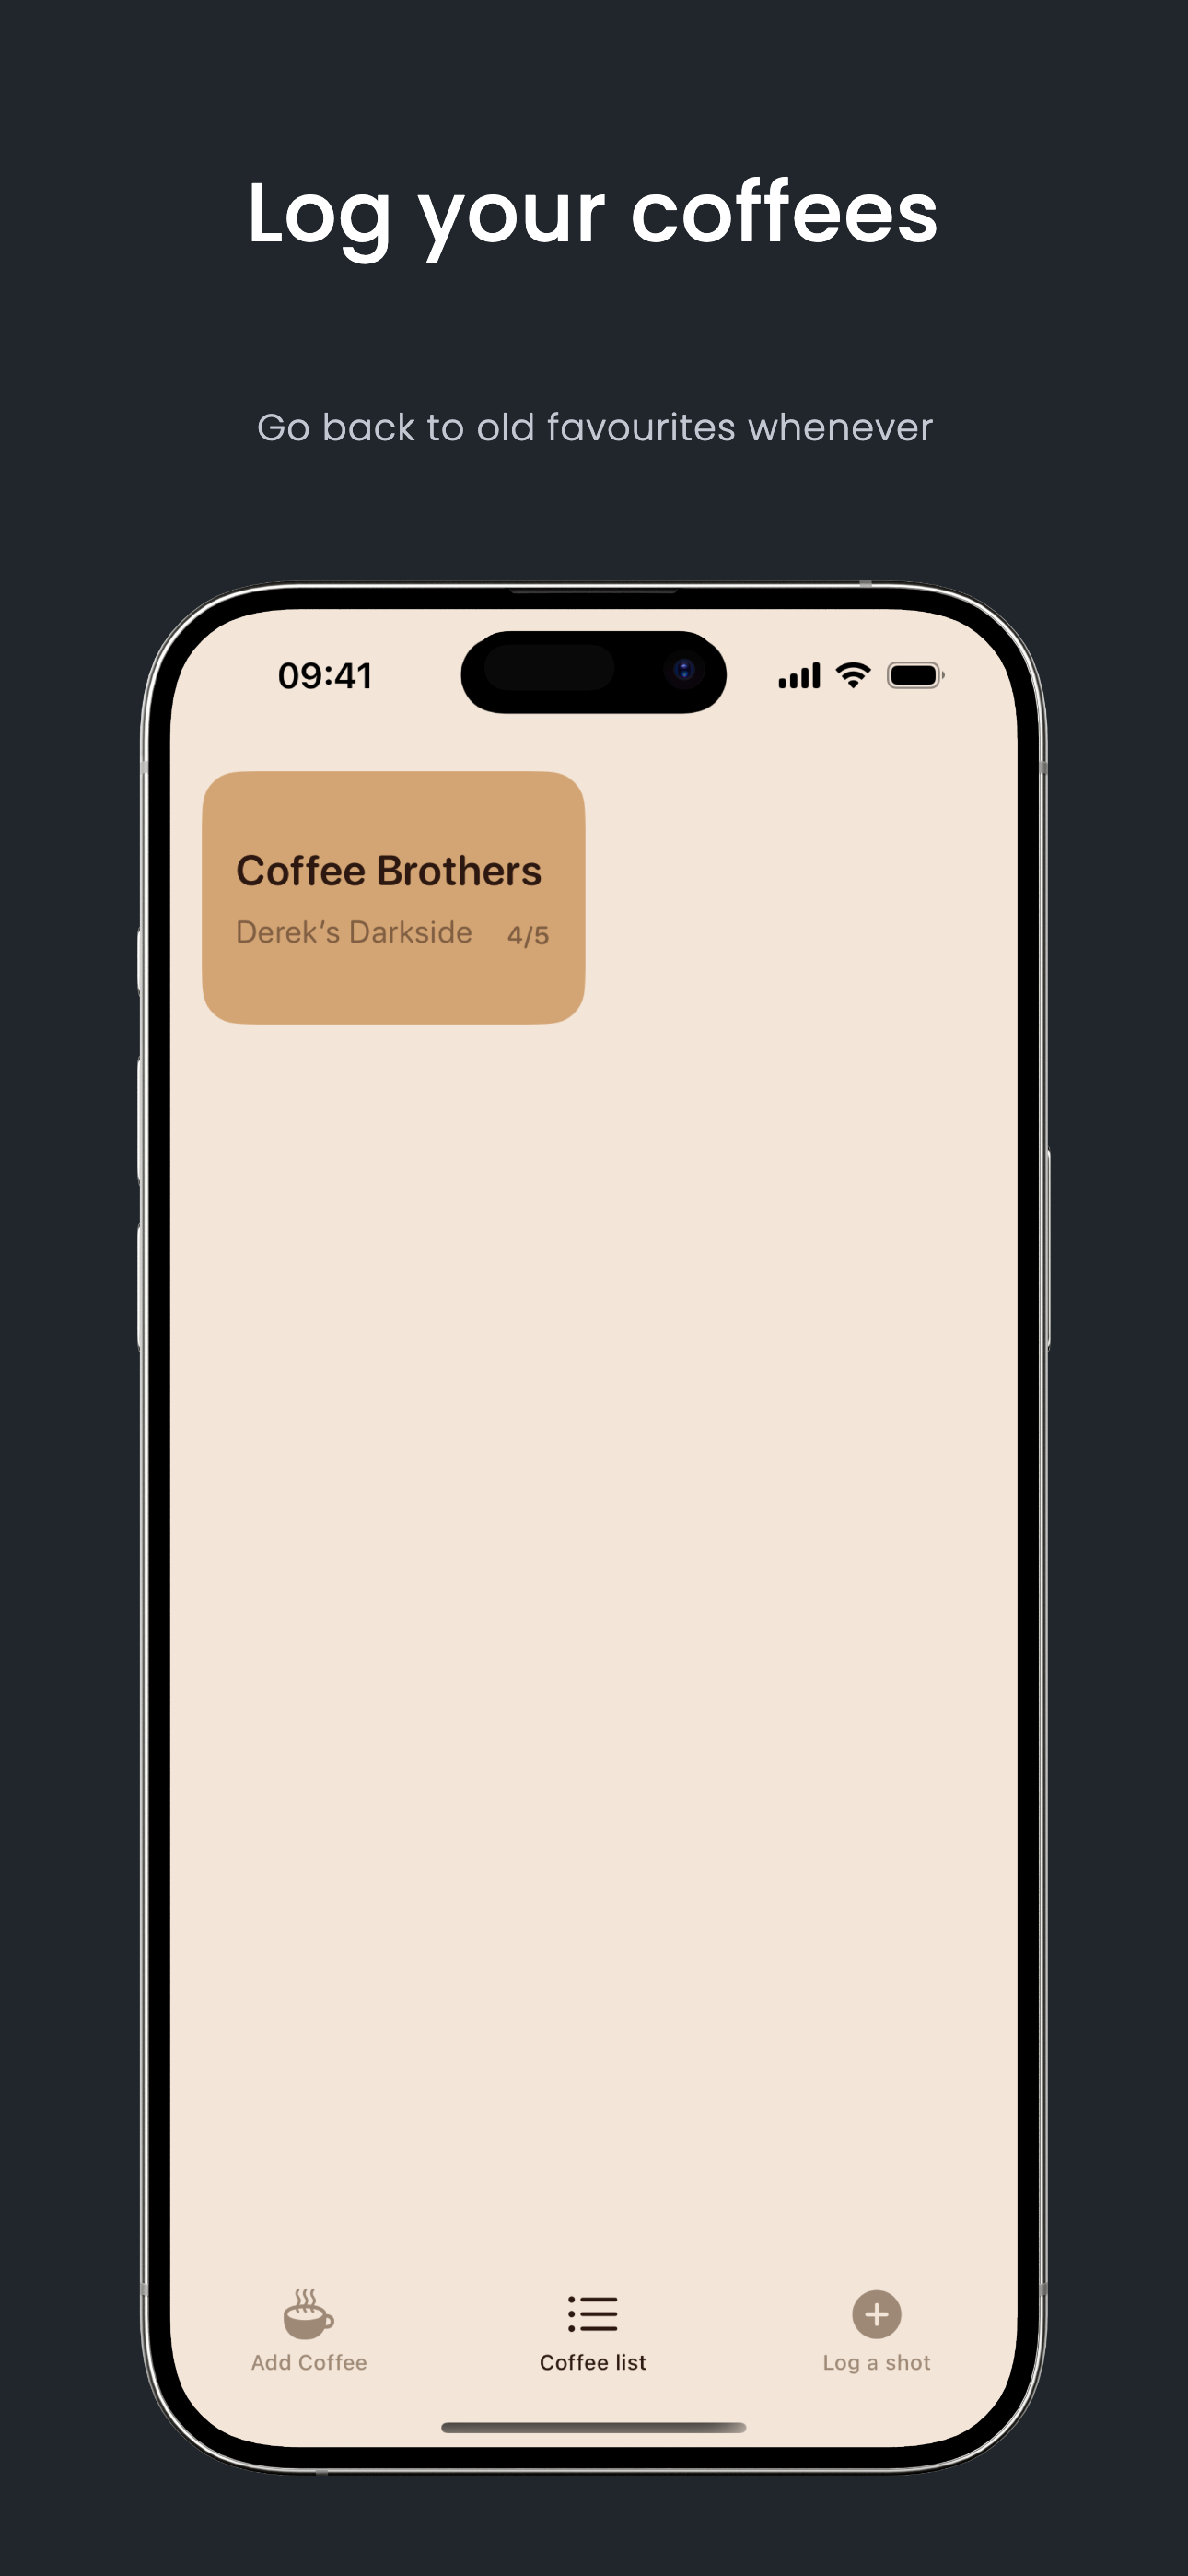 Log your coffees
Go back to old favourites whenever
09:41
Coffee Brothers
Derek’s Darkside 4/5
Add Coffee Coffee list Log a shot